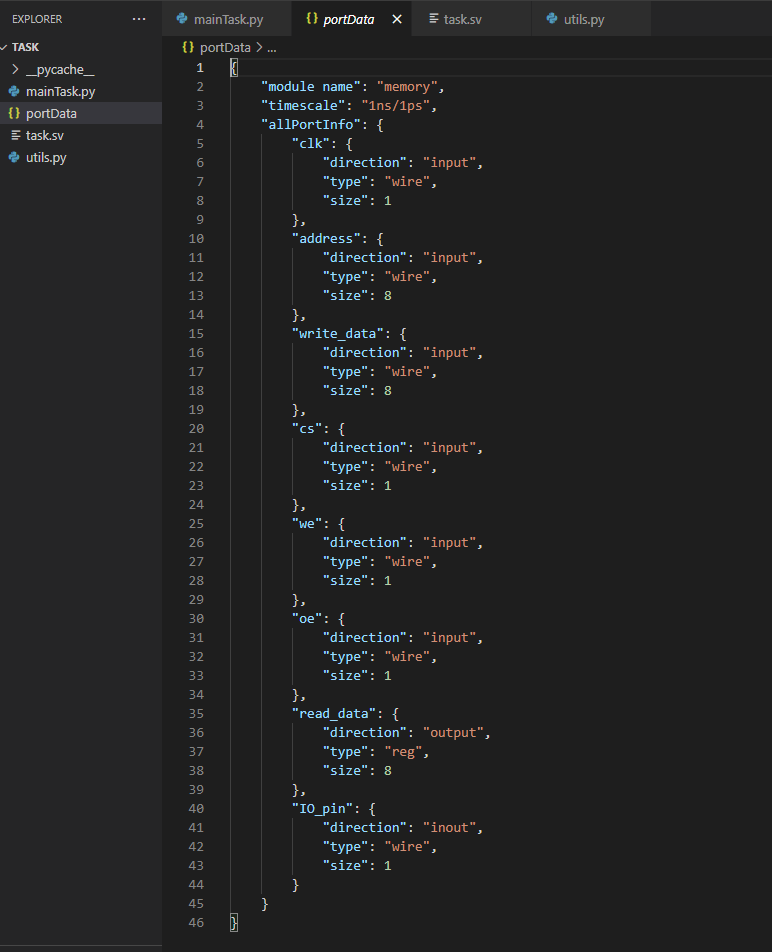 EXPLORER ···
TASK
__pycache__
mainTask.py
portData
task.sv
utils.py
mainTask.py portData task.sv utils.py
portData > ...
1 {
2 "module name": "memory",
3 "timescale": "1ns/1ps",
4 "allPortInfo": {
5 "clk": {
6 "direction": "input",
7 "type": "wire",
8 "size": 1
9 },
10 "address": {
11 "direction": "input",
12 "type": "wire",
13 "size": 8
14 },
15 "write_data": {
16 "direction": "input",
17 "type": "wire",
18 "size": 8
19 },
20 "cs": {
21 "direction": "input",
22 "type": "wire",
23 "size": 1
24 },
25 "we": {
26 "direction": "input",
27 "type": "wire",
28 "size": 1
29 },
30 "oe": {
31 "direction": "input",
32 "type": "wire",
33 "size": 1
34 },
35 "read_data": {
36 "direction": "output",
37 "type": "reg",
38 "size": 8
39 },
40 "IO_pin": {
41 "direction": "inout",
42 "type": "wire",
43 "size": 1
44 }
45 }
46 }